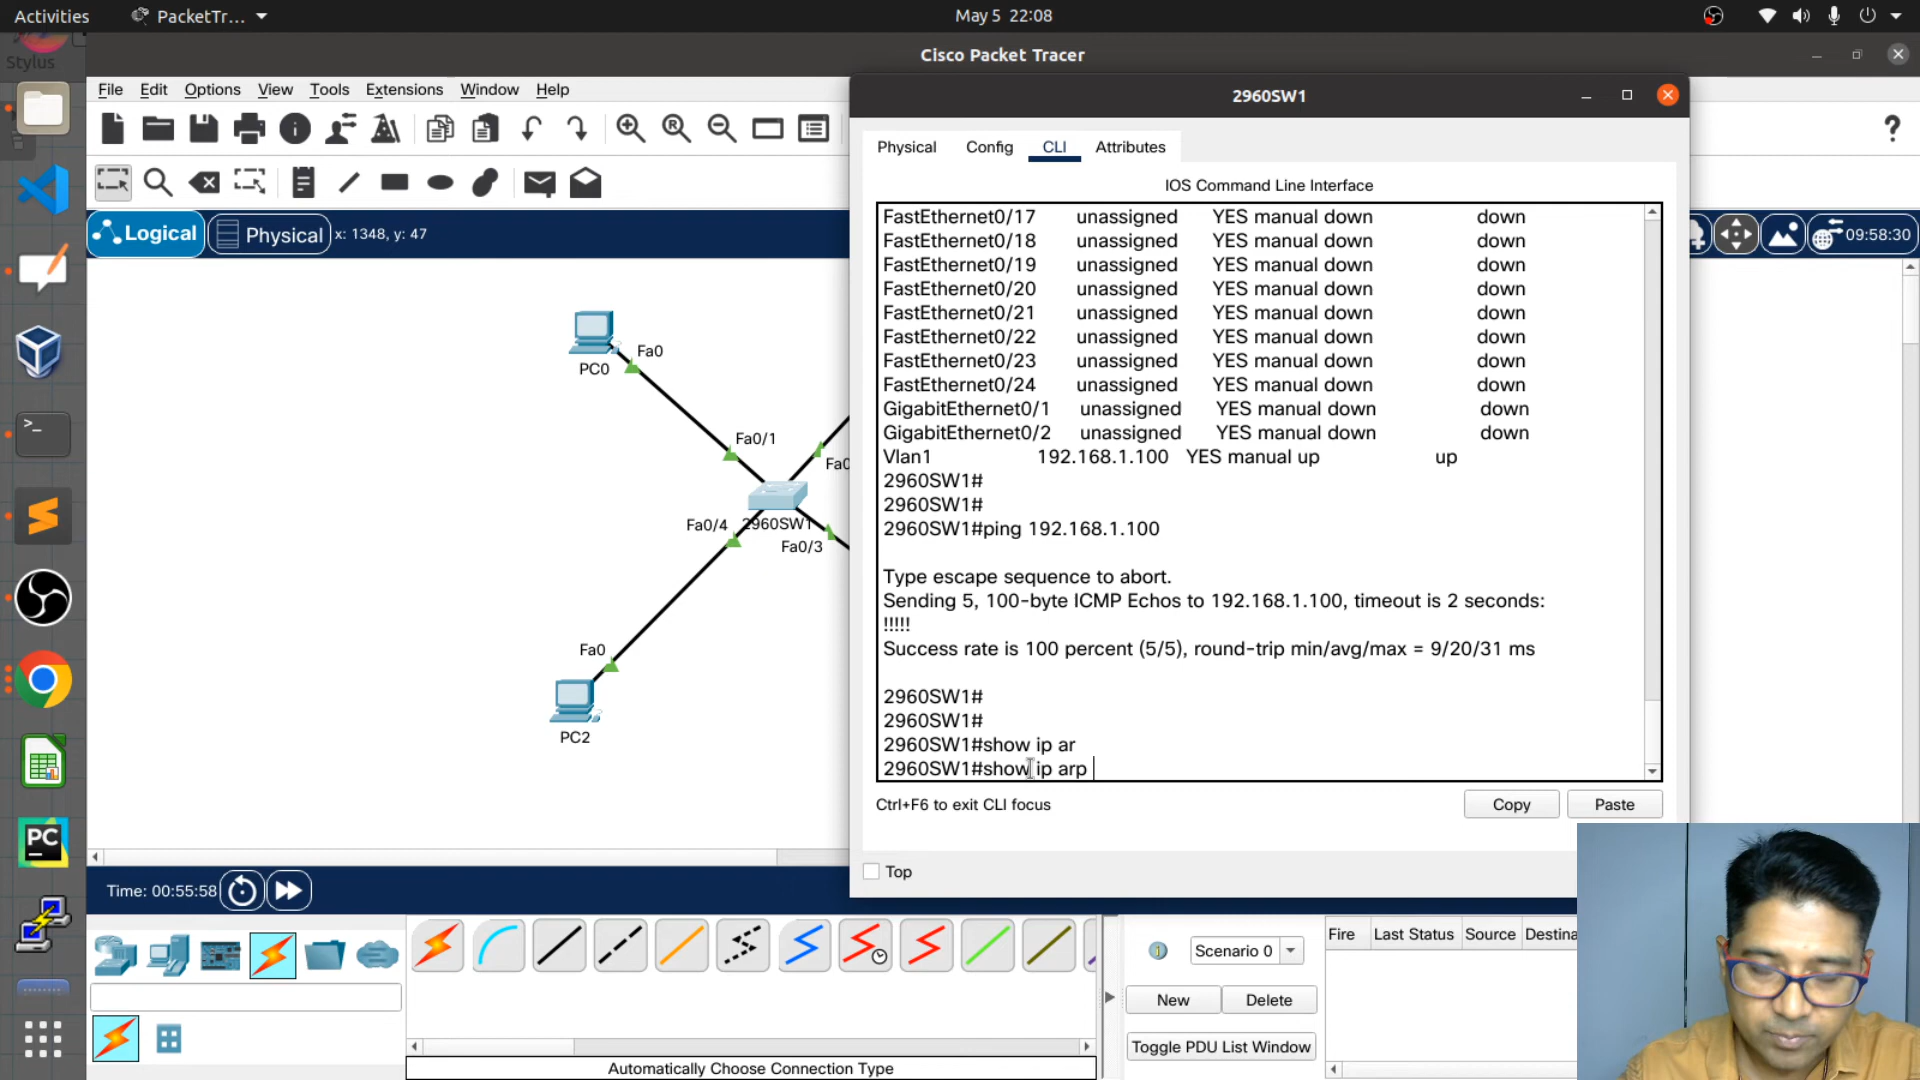 Activities
PacketTr...
May 5 22:08
Stylus
Cisco Packet Tracer
File Edit Options View Tools Extensions Window Help
2960SW1
Physical Config CLI Attributes
IOS Command Line Interface
Logical Physical x: 1348, y: 47
09:58:30
FastEthernet0/17 unassigned YES manual down down
FastEthernet0/18 unassigned YES manual down down
FastEthernet0/19 unassigned YES manual down down
FastEthernet0/20 unassigned YES manual down down
FastEthernet0/21 unassigned YES manual down down
FastEthernet0/22 unassigned YES manual down down
FastEthernet0/23 unassigned YES manual down down
FastEthernet0/24 unassigned YES manual down down
GigabitEthernet0/1 unassigned YES manual down down
GigabitEthernet0/2 unassigned YES manual down down
Vlan1 192.168.1.100 YES manual up up
2960SW1#
2960SW1#
2960SW1#ping 192.168.1.100
Type escape sequence to abort.
Sending 5, 100-byte ICMP Echos to 192.168.1.100, timeout is 2 seconds:
!!!!!
Success rate is 100 percent (5/5), round-trip min/avg/max = 9/20/31 ms
2960SW1#
2960SW1#
2960SW1#show ip ar
2960SW1#show ip arp
Ctrl+F6 to exit CLI focus
Copy
Paste
Top
Fa0
PC0
Fa0/1
Fa0
Fa0/4
2960SW1
Fa0/3
Fa0
PC2
PC
Time: 00:55:58
Scenario 0
New
Delete
Toggle PDU List Window
Fire Last Status Source Destina
Automatically Choose Connection Type